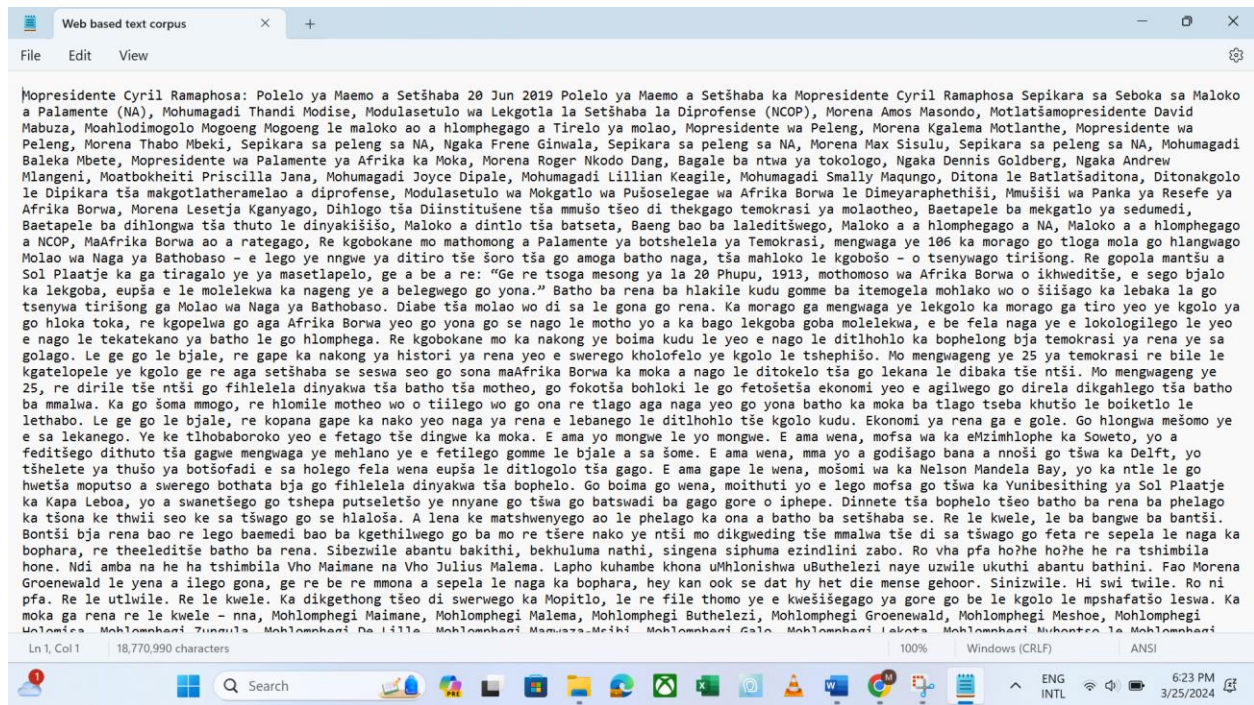 Web based text corpus
File Edit View
Mopresidente Cyril Ramaphosa: Polelo ya Maemo a Setšhaba 20 Jun 2019 Polelo ya Maemo a Setšhaba ka Mopresidente Cyril Ramaphosa Sepikara sa Seboka sa Maloko
a Palamente (NA), Mohumagadi Thandi Modise, Modulasetulo wa Lekgotla la Setšhaba la Diprofense (NCOP), Morena Amos Masondo, Motlatšamopresidente David
Mabuza, Moahlodimogolo Mogoeng Mogoeng le maloko ao a hlomphegago a Tirelo ya molao, Mopresidente wa Peleng, Morena Kgalema Motlanthe, Mopresidente wa
Peleng, Morena Thabo Mbeki, Sepikara sa peleng sa NA, Ngaka Frene Ginwala, Sepikara sa peleng sa NA, Morena Max Sisulu, Sepikara sa peleng sa NA, Mohumagadi
Baleka Mbete, Mopresidente wa Palamente ya Afrika ka Moka, Morena Roger Nkodo Dang, Bagale ba ntwa ya tokologo, Ngaka Dennis Goldberg, Ngaka Andrew
Mlangeni, Moatbokheiti Priscilla Jana, Mohumagadi Joyce Dipale, Mohumagadi Lillian Keagile, Mohumagadi Smally Maqungo, Ditona le Batlatšaditona, Ditonakgolo
le Dipikara tša makgotlatheramelao a diprofense, Modulasetulo wa Mokgatlo wa Pušoselegae wa Afrika Borwa le Dimeyaraphethiši, Mmušiši wa Panka ya Resefe ya
Afrika Borwa, Morena Lesetja Kganyago, Dihlogo tša Diinstitušene tša mmušo tšeo di thekgago temokrasi ya molaotheo, Baetapele ba mekgatlo ya sedumedi,
Baetapele ba dihlongwa tša thuto le dinyakišišo, Maloko a dintlo tša batseta, Baeng bao ba laleditšwego, Maloko a a hlomphegago a NA, Maloko a a hlomphegago
a NCOP, MaAfrika Borwa ao a rategago, Re kgobokane mo mathomong a Palamente ya botshelela ya Temokrasi, mengwaga ye 106 ka morago go tloga mola go hlangwago
Molao wa Naga ya Bathobaso – e lego ye nngwe ya ditiro tše šoro tša go amoga batho naga, tša mahloko le kgobošo – o tsenywago tirišong. Re gopola mantšu a
Sol Plaatje ka ga tiragalo ye ya masetlapelo, ge a be a re: “Ge re tsoga mesong ya la 20 Phupu, 1913, mothomoso wa Afrika Borwa o ikhweditše, e sego bjalo
ka lekgoba, eupša e le molelekwa ka nageng ye a belegwego go yona.” Batho ba rena ba hlakile kudu gomme ba itemogela mohlako wo o šiišago ka lebaka la go
tsenywa tirišong ga Molao wa Naga ya Bathobaso. Diabe tša molao wo di sa le gona go rena. Ka morago ga mengwaga ye lekgolo ka morago ga tiro yeo ye kgolo ya
go hloka toka, re kgopelwa go aga Afrika Borwa yeo go yona go se nago le motho yo a ka bago lekgoba goba molelekwa, e be fela naga ye e lokologilego le yeo
e nago le tekatekano ya batho le go hlomphega. Re kgobokane mo ka nakong ye boima kudu le yeo e nago le ditlhohlo ka bophelong bja temokrasi ya rena ye sa
golago. Le ge go le bjale, re gape ka nakong ya histori ya rena yeo e swerego kholofelo ye kgolo le tshephišo. Mo mengwageng ye 25 ya temokrasi re bile le
kgatelopele ye kgolo ge re aga setšhaba se seswa seo go sona maAfrika Borwa ka moka a nago le ditokelo tša go lekana le dibaka tše ntši. Mo mengwageng ye
25, re dirile tše ntši go fihlelela dinyakwa tša batho tša motheo, go fokotša bohloki le go fetošetša ekonomi yeo e agilwego go direla dikgahlego tša batho
ba mmalwa. Ka go šoma mmogo, re hlomile motheo wo o tiilego wo go ona re tlago aga naga yeo go yona batho ka moka ba tlago tseba khutšo le boiketlo le
lethabo. Le ge go le bjale, re kopana gape ka nako yeo naga ya rena e lebanego le ditlhohlo tše kgolo kudu. Ekonomi ya rena ga e gole. Go hlongwa mešomo ye
e sa lekanego. Ye ke tlhobaboroko yeo e fetago tše dingwe ka moka. E ama yo mongwe le yo mongwe. E ama wena, mofsa wa ka eMzimhlophe ka Soweto, yo a
feditšego dithuto tša gagwe mengwaga ye mehlano ye e fetilego gomme le bjale a sa šome. E ama wena, mma yo a godišago bana a nnoši go tšwa ka Delft, yo
tšhelete ya thušo ya botšofadi e sa holego fela wena eupša le ditlogolo tša gago. E ama gape le wena, mošomi wa ka Nelson Mandela Bay, yo ka ntle le go
hwetša moputso a swerego bothata bja go fihlelela dinyakwa tša bophelo. Go boima go wena, moithuti yo e lego mofsa go tšwa ka Yunibesithing ya Sol Plaatje
ka Kapa Leboa, yo a swanetšego go tshepa putseletšo ye nnyane go tšwa go batswadi ba gago gore o iphepe. Dinnete tša bophelo tšeo batho ba rena ba phelago
ka tšona ke thwii seo ke sa tšwago go se hlaloša. A lena ke matshwenyego ao le phelago ka ona a batho ba setšhaba se. Re le kwele, le ba bangwe ba bantši.
Bontši bja rena bao re lego baemedi bao ba kgethilwego go ba mo re tšere nako ye ntši mo dikgweding tše mmalwa tše di sa tšwago go feta re sepela le naga ka
bophara, re theeleditše batho ba rena. Sibezwile abantu bakithi, bekhuluma nathi, singena siphuma ezindlini zabo. Ro vha pfa ho?he ho?he he ra tshimbila
hone. Ndi amba na he ha tshimbila Vho Maimane na Vho Julius Malema. Lapho kuhambe khona uMhlonishwa uButhelezi naye uzwile ukuthi abantu bathini. Fao Morena
Groenewald le yena a ilego gona, ge re be re mmona a sepela le naga ka bophara, hey kan ook se dat hy het die mense gehoor. Sinizwile. Hi swi twile. Ro ni
pfa. Re le utlwile. Re le kwele. Ka dikgethong tšeo di swerwego ka Mopitlo, le re file thomo ye e kwešišegago ya gore go be le kgolo le mpshafatšo leswa. Ka
moka ga rena re le kwele – nna, Mohlomphegi Maimane, Mohlomphegi Malema, Mohlomphegi Buthelezi, Mohlomphegi Groenewald, Mohlomphegi Meshoe, Mohlomphegi
Holomisa, Mohlomphegi Zungula, Mohlomphegi De Lille, Mohlomphegi Magwaza-Msibi, Mohlomphegi Galo, Mohlomphegi Lekota, Mohlomphegi Nyhontso le Mohlomphegi
Ln 1, Col 1 18,770,990 characters 100% Windows (CRLF) ANSI
1 Search PRE M ENG INTL 6:23 PM 3/25/2024